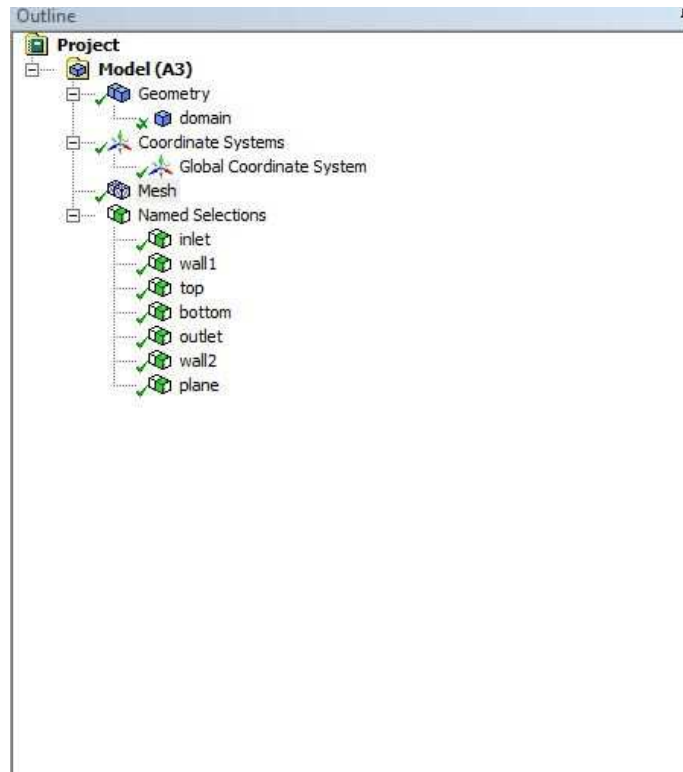 Outline
Project
Model (A3)
Geometry
domain
Coordinate Systems
Global Coordinate System
Mesh
Named Selections
inlet
wall1
top
bottom
outlet
wall2
plane